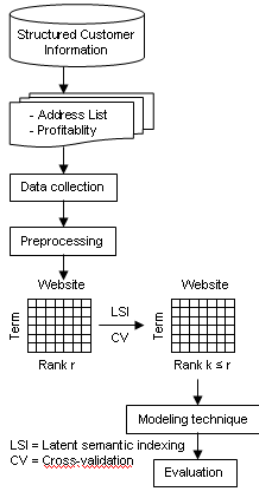 Structured Customer
Information
- Address List
- Profitablity
Data collection
Preprocessing
Website
Term
Rank r
LSI
CV
Website
Term
Rank k ≤ r
Modeling technique
LSI = Latent semantic indexing
CV = Cross-validation
Evaluation